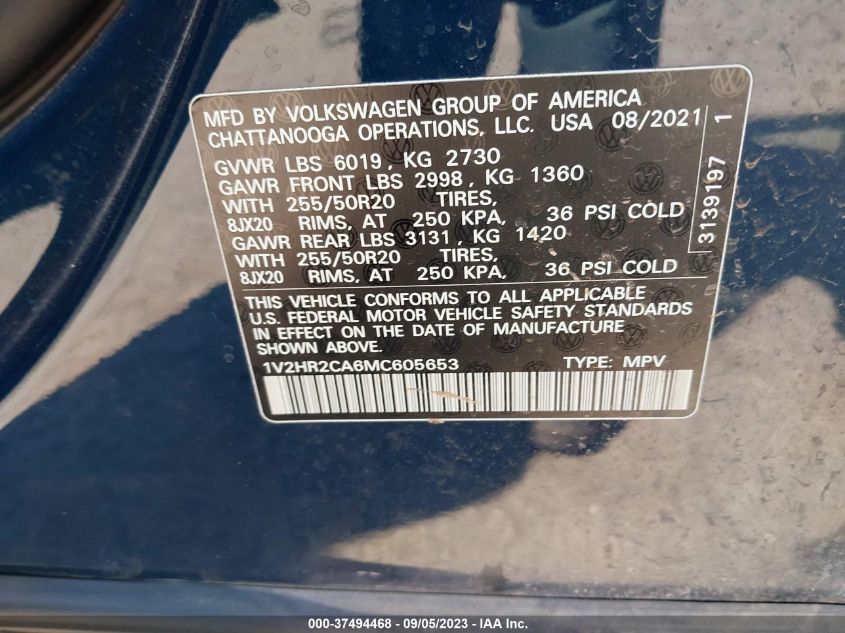 MFD BY VOLKSWAGEN GROUP OF AMERICA
CHATTANOOGA OPERATIONS, LLC. USA 08/2021
GVWR LBS 6019, KG 2730
GAWR FRONT LBS 2998, KG 1360
WITH 255/50R20 TIRES,
8JX20 RIMS, AT 250 KPA, 36 PSI COLD
GAWR REAR LBS 3131, KG 1420
WITH 255/50R20 TIRES,
8JX20 RIMS, AT 250 KPA, 36 PSI COLD
THIS VEHICLE CONFORMS TO ALL APPLICABLE
U.S. FEDERAL MOTOR VEHICLE SAFETY STANDARDS
IN EFFECT ON THE DATE OF MANUFACTURE
SHOWN ABOVE.
1V2HR2CA6MC605653 TYPE: MPV
3139197 1
000-37494468 - 09/05/2023 - IAA Inc.